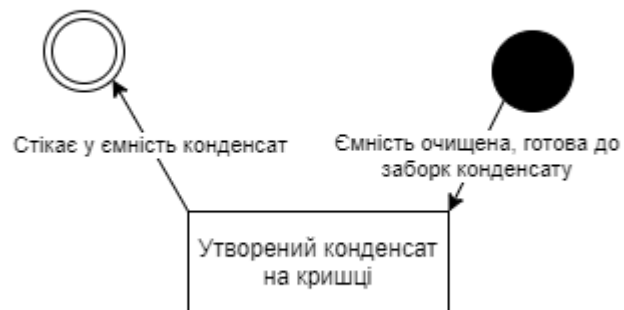 Стікає у ємність конденсат
Ємність очищена, готова до
заборк конденсату
Утворений конденсат
на кришці